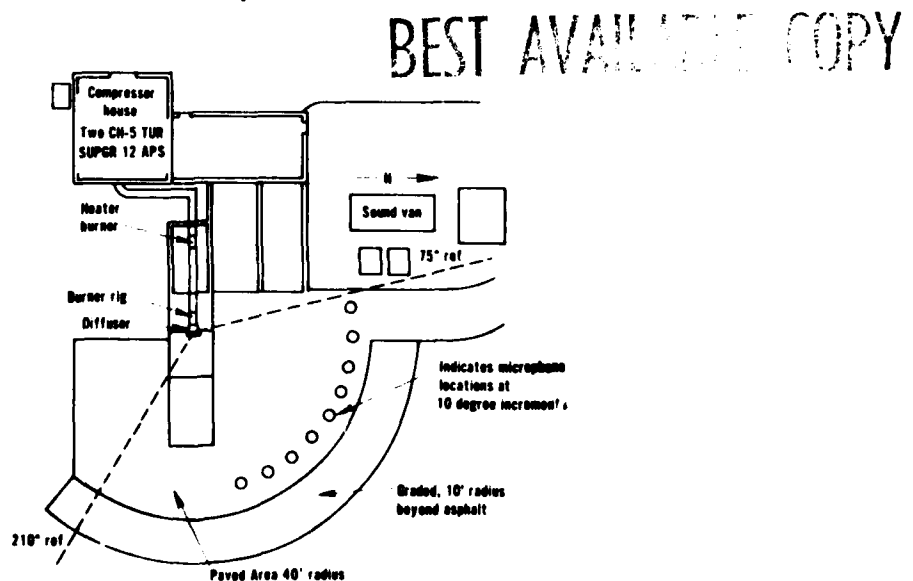 BEST COPY
Compressor
house
Two CH-5 TUR
SUPGR 12 APS
N
Sound van
Heater
burner
75° ref
Burner rig
Diffuser
Indicates microphone
locations at
10 degree increments
Graded, 10' radius
beyond asphalt
210° ref
Paved Area 40' radius